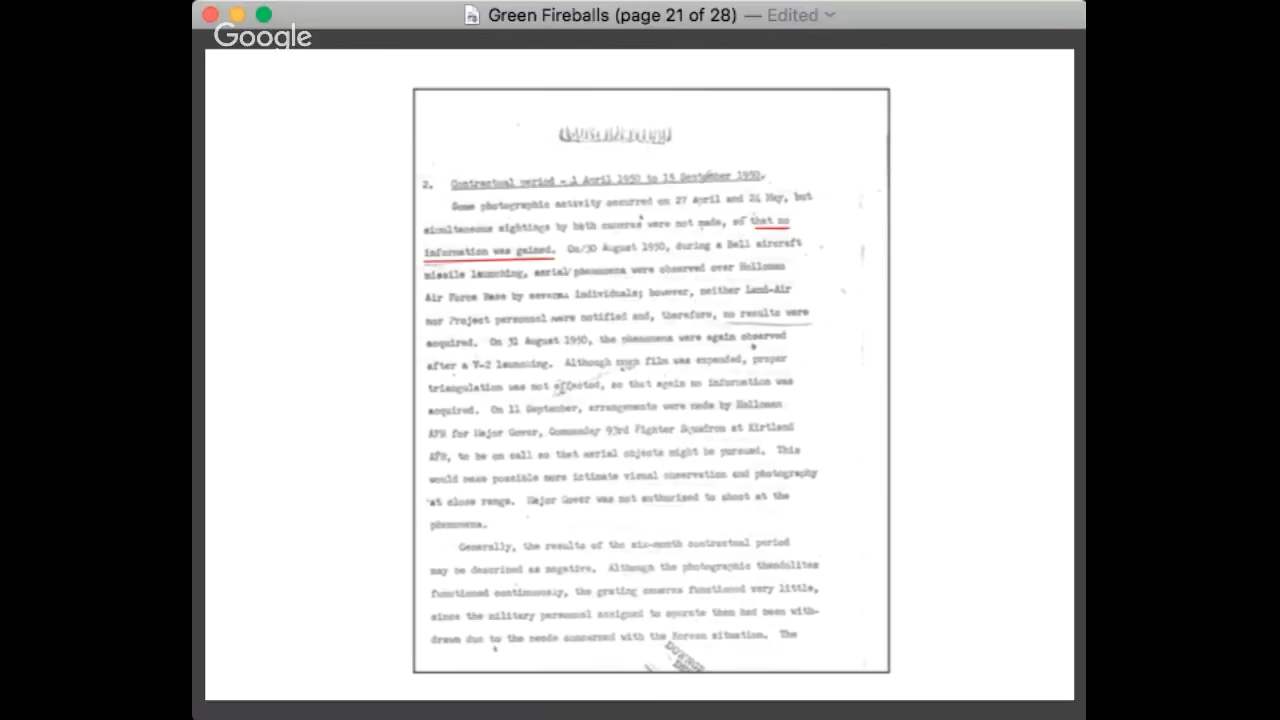 Green Fireballs (page 21 of 28) — Edited
Google
2. Contractual period - 1 April 1950 to 15 September 1950.
Some photographic activity occurred on 27 April and 24 May, but
simultaneous sightings by both cameras were not made, so that no
information was gained. On 30 August 1950, during a Bell aircraft
missile launching, aerial phenomena were observed over Holloman
Air Force Base by several individuals; however, neither Land-Air
nor Project personnel were notified and, therefore, no results were
acquired. On 31 August 1950, the phenomena were again observed
after a V-2 launching. Although much film was expended, proper
triangulation was not effected, so that again no information was
acquired. On 11 September, arrangements were made by Holloman
AFB for Major Gover, Commander 93rd Fighter Squadron at Kirtland
AFB, to be on call so that aerial objects might be pursued. This
would make possible more intimate visual observation and photography
at close range. Major Gover was not authorized to shoot at the
phenomena.
Generally, the results of the six-month contractual period
may be described as negative. Although the photographic theodolites
functioned continuously, the grating cameras functioned very little,
since the military personnel assigned to operate them had been with-
drawn due to the needs concerned with the Korean situation. The